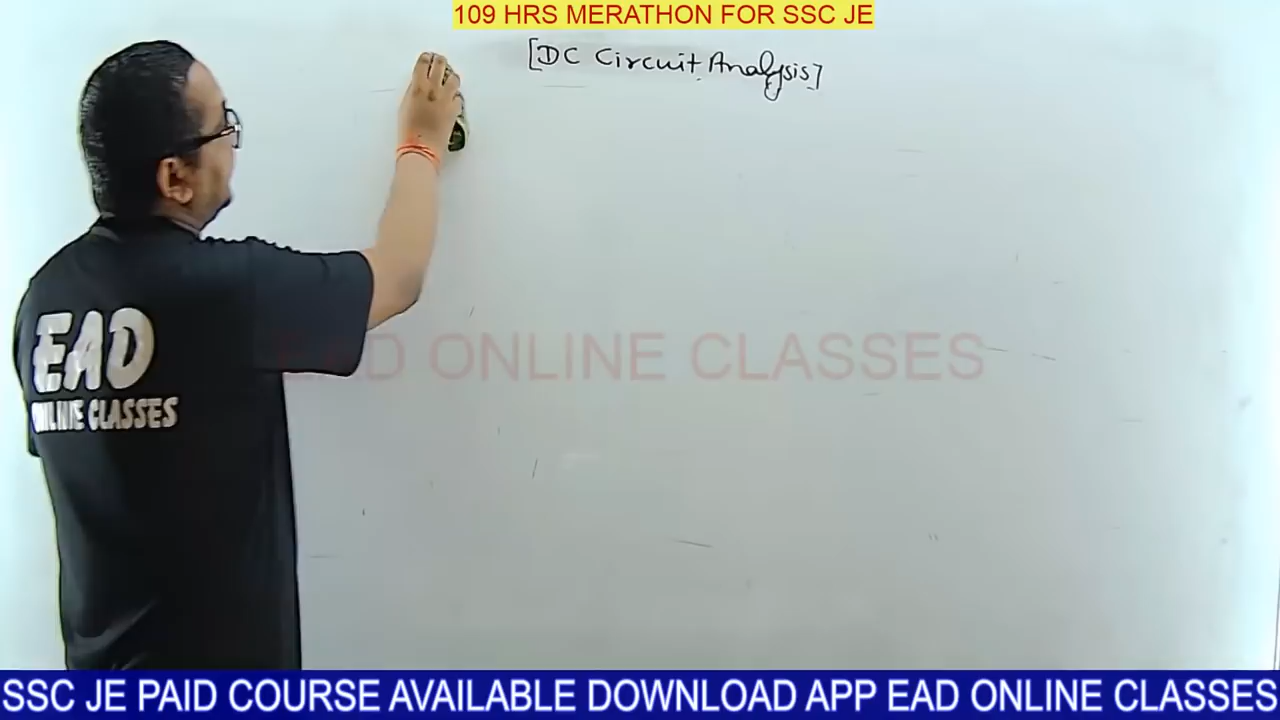 109 HRS MERATHON FOR SSC JE
[DC Circuit Analysis]
EAD ONLINE CLASSES
EAD
ONLINE CLASSES
SSC JE PAID COURSE AVAILABLE DOWNLOAD APP EAD ONLINE CLASSES